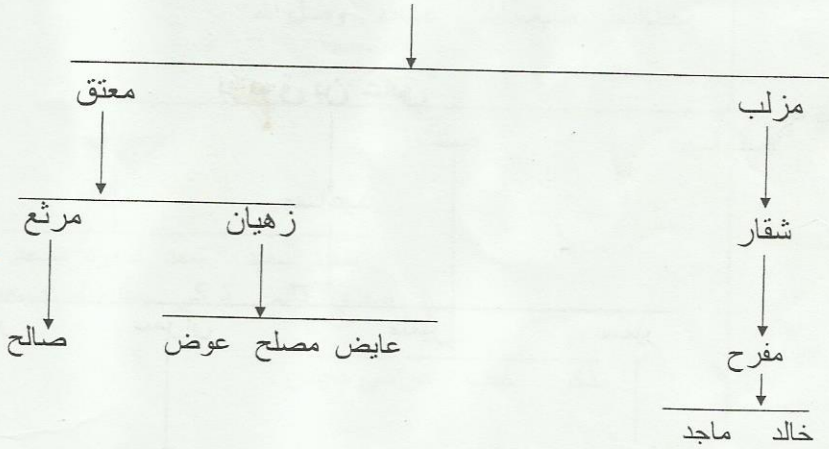 مزلب معتق
شقار زهيان مرثع
مفرح عايض مصلح عوض صالح
خالد ماجد